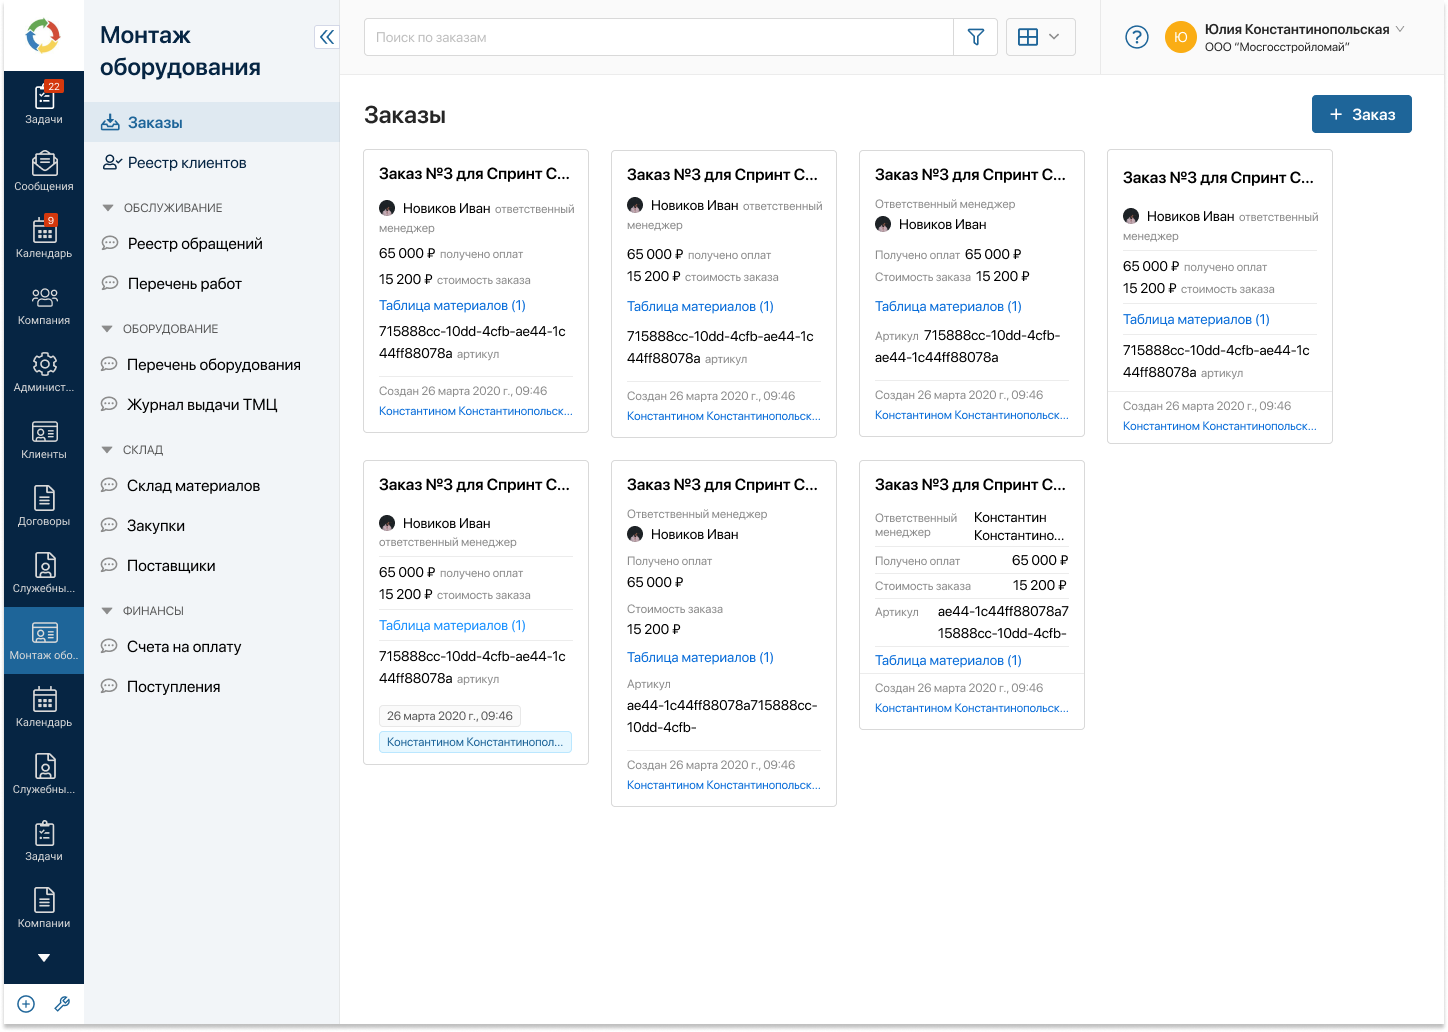 22
Задачи
Сообщения
9
Календарь
Компания
Админист...
Клиенты
Договоры
Служебны...
Монтаж обо..
Календарь
Служебны...
Задачи
Компании
Монтаж
оборудования
Заказы
Реестр клиентов
ОБСЛУЖИВАНИЕ
Реестр обращений
Перечень работ
ОБОРУДОВАНИЕ
Перечень оборудования
Журнал выдачи ТМЦ
СКЛАД
Склад материалов
Закупки
Поставщики
ФИНАНСЫ
Счета на оплату
Поступления
Поиск по заказам
Ю
Юлия Константинопольская
ООО “Мосгосстройломай”
Заказы
+ Заказ
Заказ №3 для Спринт С...
Новиков Иван ответственный
менеджер
65 000 ₽ получено оплат
15 200 ₽ стоимость заказа
Таблица материалов (1)
715888cc-10dd-4cfb-ae44-1c
44ff88078a артикул
Создан 26 марта 2020 г., 09:46
Константином Константинопольск...
Заказ №3 для Спринт С...
Новиков Иван ответственный
менеджер
65 000 ₽ получено оплат
15 200 ₽ стоимость заказа
Таблица материалов (1)
715888cc-10dd-4cfb-ae44-1c
44ff88078a артикул
Создан 26 марта 2020 г., 09:46
Константином Константинопольск...
Заказ №3 для Спринт С...
Ответственный менеджер
Новиков Иван
Получено оплат 65 000 ₽
Стоимость заказа 15 200 ₽
Таблица материалов (1)
Артикул 715888cc-10dd-4cfb-
ae44-1c44ff88078a
Создан 26 марта 2020 г., 09:46
Константином Константинопольск...
Заказ №3 для Спринт С...
Новиков Иван ответственный
менеджер
65 000 ₽ получено оплат
15 200 ₽ стоимость заказа
Таблица материалов (1)
715888cc-10dd-4cfb-ae44-1c
44ff88078a артикул
Создан 26 марта 2020 г., 09:46
Константином Константинопольск...
Заказ №3 для Спринт С...
Новиков Иван
ответственный менеджер
65 000 ₽ получено оплат
15 200 ₽ стоимость заказа
Таблица материалов (1)
715888cc-10dd-4cfb-ae44-1c
44ff88078a артикул
26 марта 2020 г., 09:46
Константином Константинопол...
Заказ №3 для Спринт С...
Ответственный менеджер
Новиков Иван
Получено оплат
65 000 ₽
Стоимость заказа
15 200 ₽
Таблица материалов (1)
Артикул
ae44-1c44ff88078a715888cc-
10dd-4cfb-
Создан 26 марта 2020 г., 09:46
Константином Константинопольск...
Заказ №3 для Спринт С...
Ответственный Константин
менеджер Константино...
Получено оплат 65 000 ₽
Стоимость заказа 15 200 ₽
Артикул ae44-1c44ff88078a7
15888cc-10dd-4cfb-
Таблица материалов (1)
Создан 26 марта 2020 г., 09:46
Константином Константинопольск...